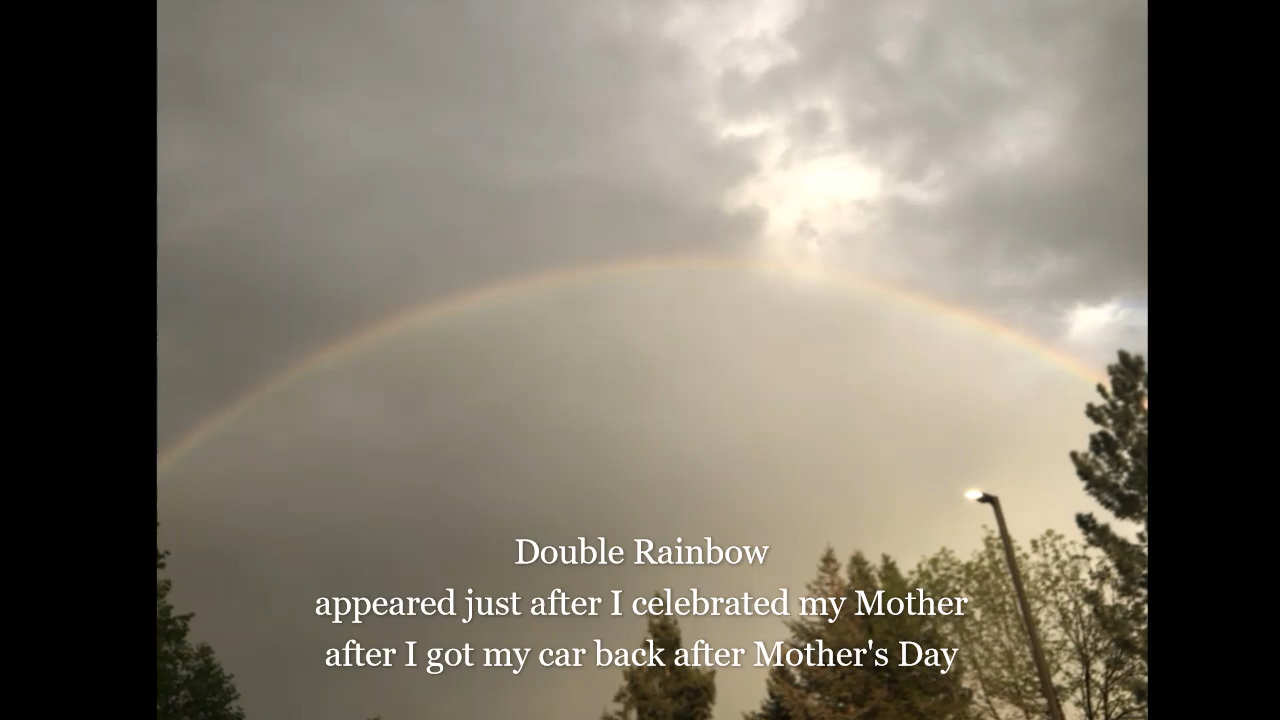 Double Rainbow
appeared just after I celebrated my Mother
after I got my car back after Mother's Day